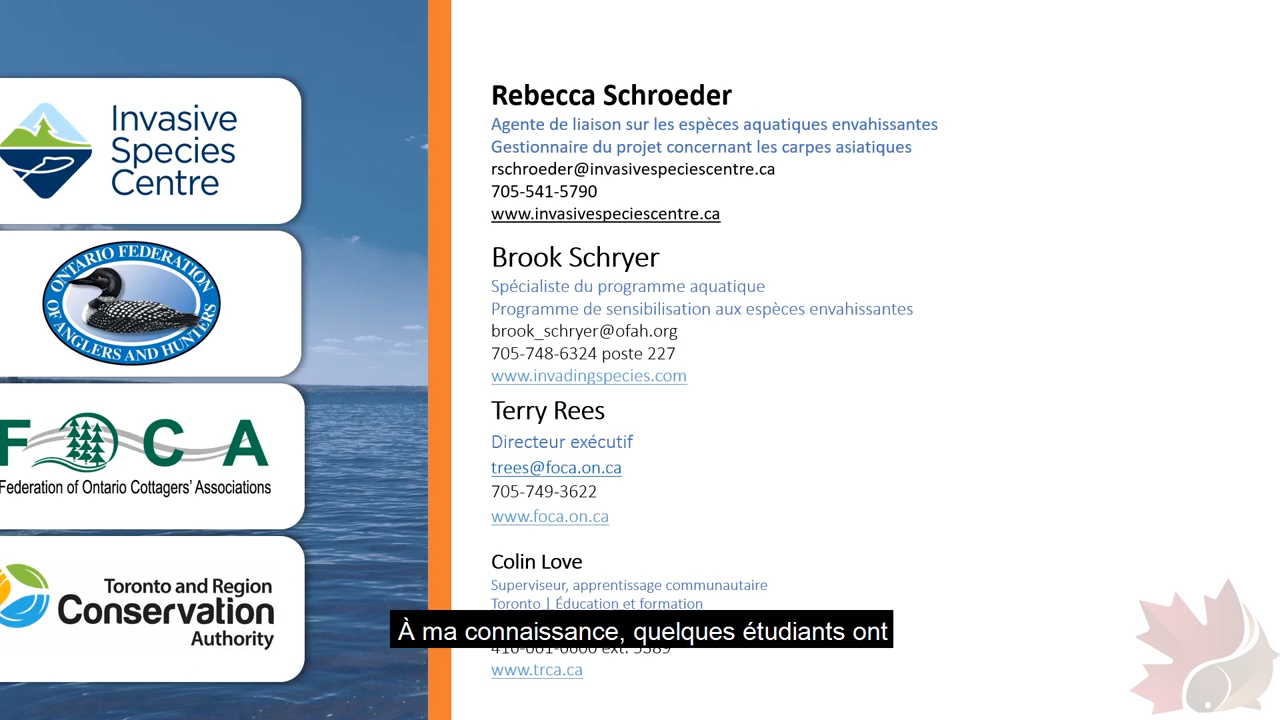 Invasive
Species
Centre
ONTARIO FEDERATION
OF ANGLERS AND HUNTERS
FOCA
Federation of Ontario Cottagers' Associations
Toronto and Region
Conservation
Authority
Rebecca Schroeder
Agente de liaison sur les espèces aquatiques envahissantes
Gestionnaire du projet concernant les carpes asiatiques
rschroeder@invasivespeciescentre.ca
705-541-5790
www.invasivespeciescentre.ca
Brook Schryer
Spécialiste du programme aquatique
Programme de sensibilisation aux espèces envahissantes
brook_schryer@ofah.org
705-748-6324 poste 227
www.invadingspecies.com
Terry Rees
Directeur exécutif
trees@foca.on.ca
705-749-3622
www.foca.on.ca
Colin Love
Superviseur, apprentissage communautaire
Toronto | Éducation et formation
À ma connaissance, quelques étudiants ont
www.trca.ca